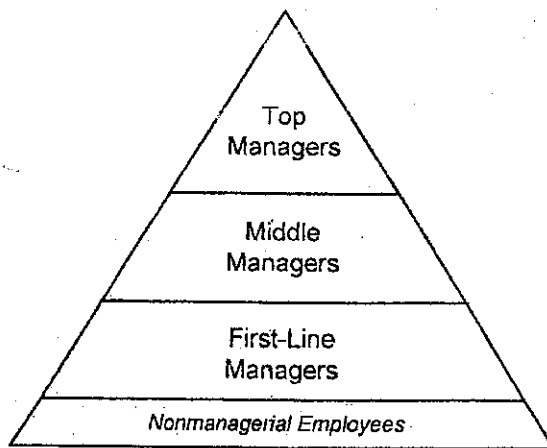 Top
Managers
Middle
Managers
First-Line
Managers
Nonmanagerial Employees